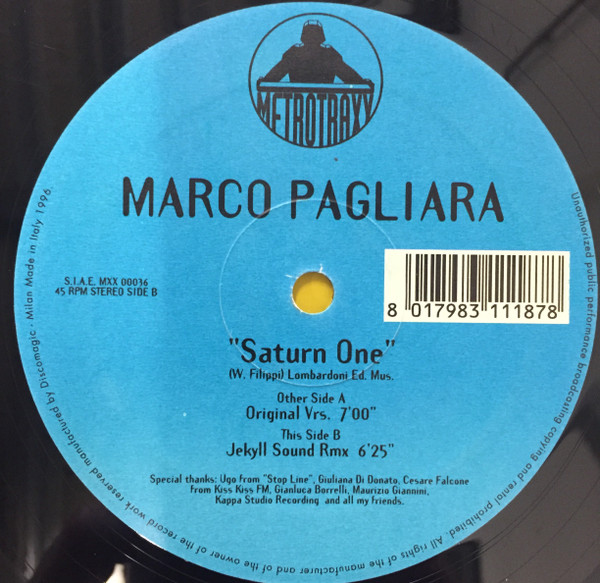 METROTRAXX
MARCO PAGLIARA
S.I.A.E. MXX 00036
45 RPM STEREO SIDE B
8 017983 111878
"Saturn One"
(W. Filippi) Lombardoni Ed. Mus.
Other Side A
Original Vrs. 7'00"
This Side B
Jekyll Sound Rmx 6'25"
Special thanks: Ugo from "Stop Line", Giuliana Di Donato, Cesare Falcone
from Kiss Kiss FM, Gianluca Borrelli, Maurizio Giannini,
Kappa Studio Recording and all my friends.
Unauthorized public performance broadcasting copying and rental prohibited. All rights of the manufacturer and of the owner of the record work reserved manufactured by Discomagic - Milan Made in Italy 1996.